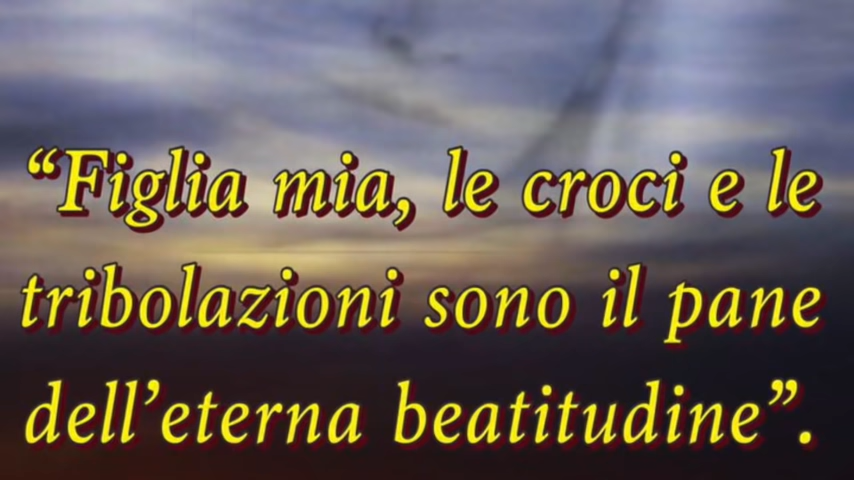 “Figlia mia, le croci e le
tribolazioni sono il pane
dell’eterna beatitudine”.